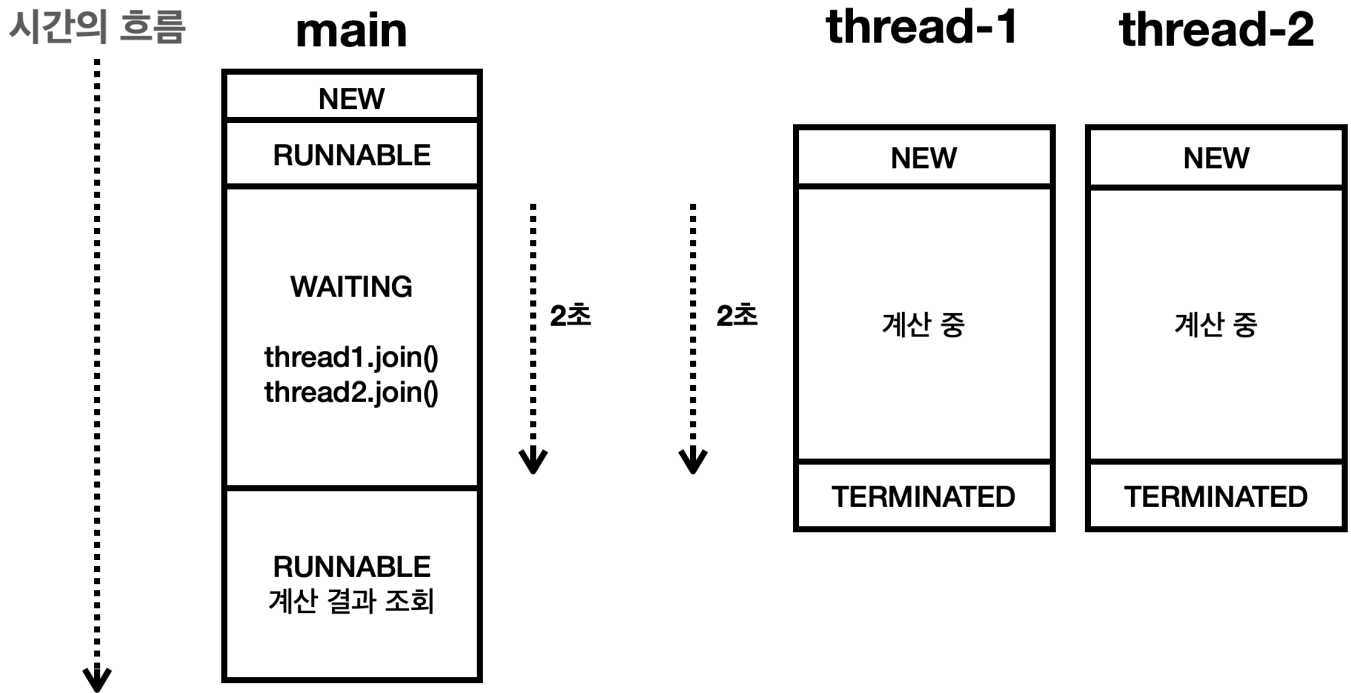 시간의 흐름
main
thread-1
thread-2
NEW
RUNNABLE
WAITING
thread1.join()
thread2.join()
RUNNABLE
계산 결과 조회
2초
2초
NEW
계산 중
TERMINATED
NEW
계산 중
TERMINATED